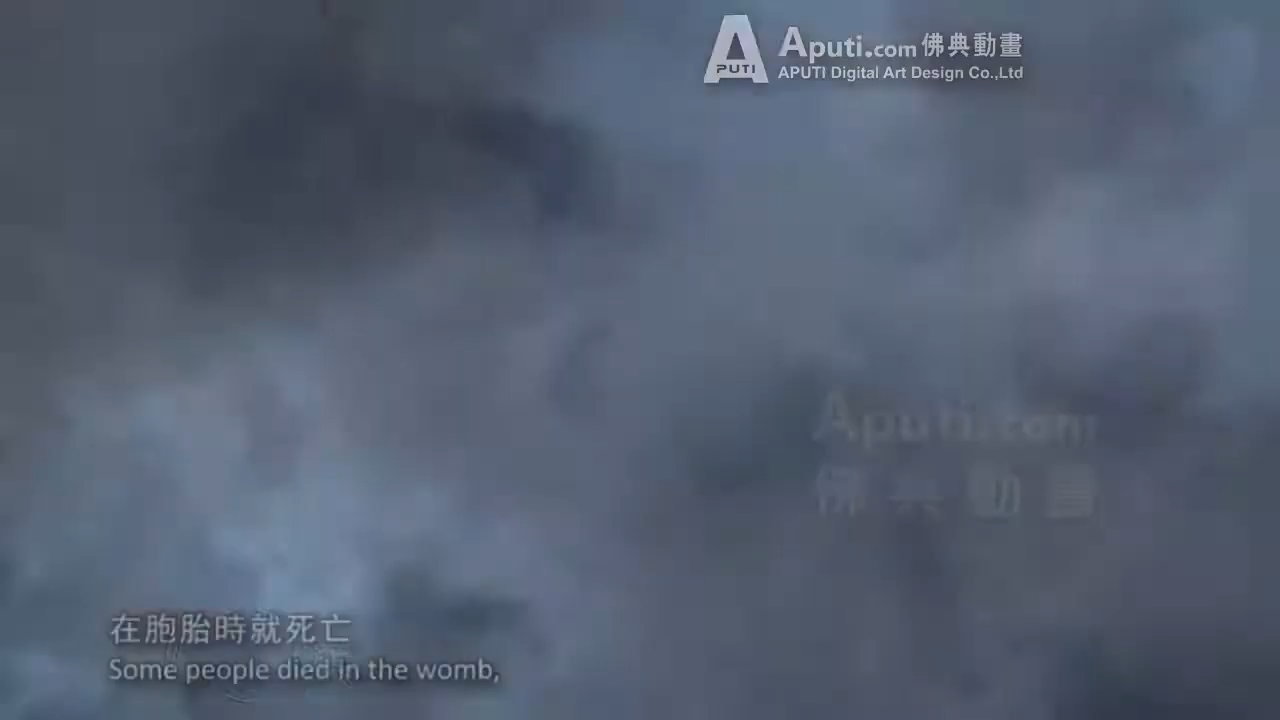 PUTI
Aputi.com 佛典動畫
APUTI Digital Art Design Co.,Ltd
Aputi.com
佛典動畫
在胞胎時就死亡
Some people died in the womb,